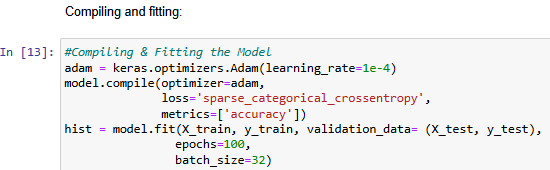 Compiling and fitting:
In [13]: #Compiling & Fitting the Model
adam = keras.optimizers.Adam(learning_rate=1e-4)
model.compile(optimizer=adam,
loss='sparse_categorical_crossentropy',
metrics=['accuracy'])
hist = model.fit(X_train, y_train, validation_data= (X_test, y_test),
epochs=100,
batch_size=32)